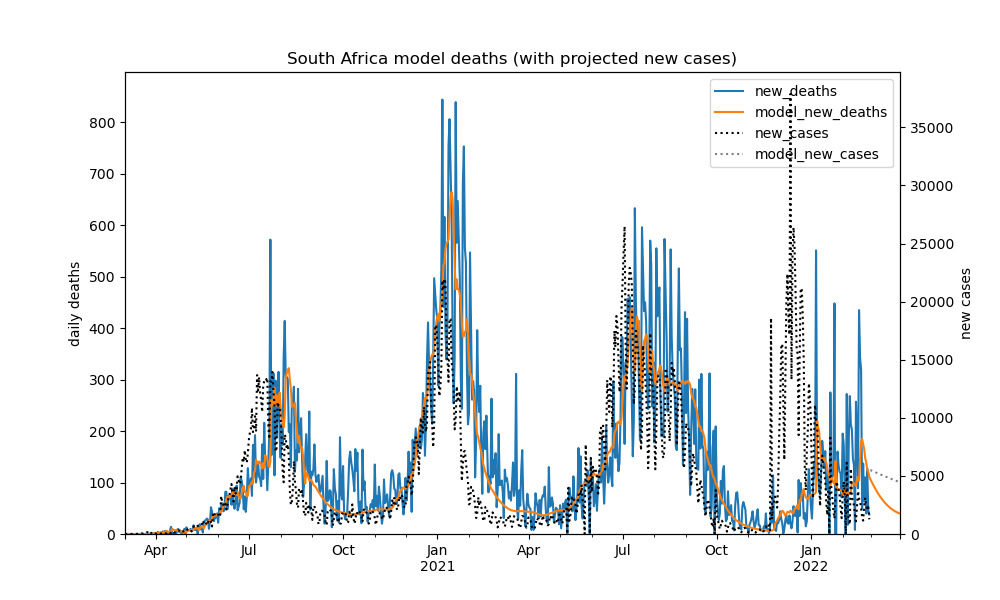 South Africa model deaths (with projected new cases)
new_deaths
model_new_deaths
new_cases
model_new_cases
800
700
600
500
400
300
200
100
0
daily deaths
35000
30000
25000
20000
15000
10000
5000
0
new cases
Apr Jul Oct Jan Apr Jul Oct Jan
2021 2022